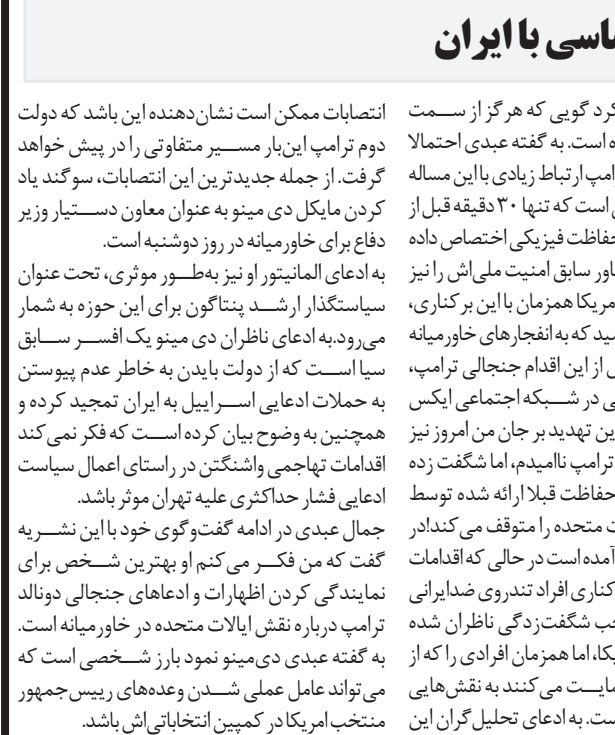 اسی با ایران
کرد گویی که هرگز از سمت
ه است. به گفته عبدی احتمالا
امپ ارتباط زیادی با این مساله
است که تنها ۳۰ دقیقه قبل از
حفاظت فیزیکی اختصاص داده
اور سابق امنیت ملی‌اش را نیز
مریکا همزمان با این برکناری،
سید که به انفجارهای خاورمیانه
از این اقدام جنجالی ترامپ،
ی در شبکه اجتماعی ایکس
ین تهدید بر جان من امروز نیز
ترامپ ناامیدم، اما شگفت زده
حفاظت قبلا ارائه شده توسط
ت متحده را متوقف می‌کند!در
آمده است در حالی که اقدامات
کناری افراد تندروی ضدایرانی
جب شگفت‌زدگی ناظران شده
یکا، اما همزمان افرادی را که از
مایت می‌کنند به نقش‌هایی
ست. به ادعای تحلیل‌گران این
انتصابات ممکن است نشان‌دهنده این باشد که دولت
دوم ترامپ این‌بار مسیر متفاوتی را در پیش خواهد
گرفت. از جمله جدیدترین این انتصابات، سوگند یاد
کردن مایکل دی مینو به عنوان معاون دستیار وزیر
دفاع برای خاورمیانه در روز دوشنبه است.
به ادعای المانیتور او نیز به‌طور موثری، تحت عنوان
سیاستگذار ارشد پنتاگون برای این حوزه به شمار
می‌رود.به ادعای ناظران دی مینو یک افسر سابق
سیا است که از دولت بایدن به خاطر عدم پیوستن
به حملات ادعایی اسراییل به ایران تمجید کرده و
همچنین به وضوح بیان کرده است که فکر نمی‌کند
اقدامات تهاجمی واشنگتن در راستای اعمال سیاست
ادعایی فشار حداکثری علیه تهران موثر باشد.
جمال عبدی در ادامه گفت‌وگوی خود با این نشریه
گفت که من فکر می‌کنم او بهترین شخص برای
نمایندگی کردن اظهارات و ادعاهای جنجالی دونالد
ترامپ درباره نقش ایالات متحده در خاورمیانه است.
به گفته عبدی دی‌مینو نمود بارز شخصی است که
می‌تواند عامل عملی شدن وعده‌های رییس‌جمهور
منتخب امریکا در کمپین انتخاباتی‌اش باشد.